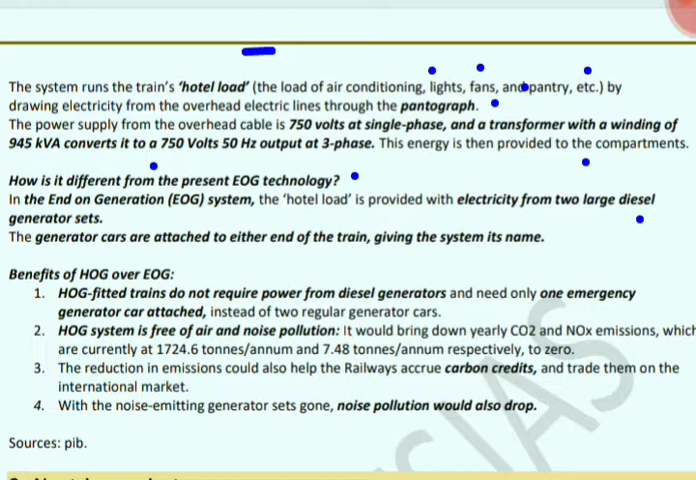 The system runs the train's 'hotel load' (the load of air conditioning, lights, fans, and pantry, etc.) by
drawing electricity from the overhead electric lines through the pantograph.
The power supply from the overhead cable is 750 volts at single-phase, and a transformer with a winding of
945 kVA converts it to a 750 Volts 50 Hz output at 3-phase. This energy is then provided to the compartments.
How is it different from the present EOG technology?
In the End on Generation (EOG) system, the 'hotel load' is provided with electricity from two large diesel
generator sets.
The generator cars are attached to either end of the train, giving the system its name.
Benefits of HOG over EOG:
1. HOG-fitted trains do not require power from diesel generators and need only one emergency
generator car attached, instead of two regular generator cars.
2. HOG system is free of air and noise pollution: It would bring down yearly CO2 and NOx emissions, which
are currently at 1724.6 tonnes/annum and 7.48 tonnes/annum respectively, to zero.
3. The reduction in emissions could also help the Railways accrue carbon credits, and trade them on the
international market.
4. With the noise-emitting generator sets gone, noise pollution would also drop.
Sources: pib.
IAS